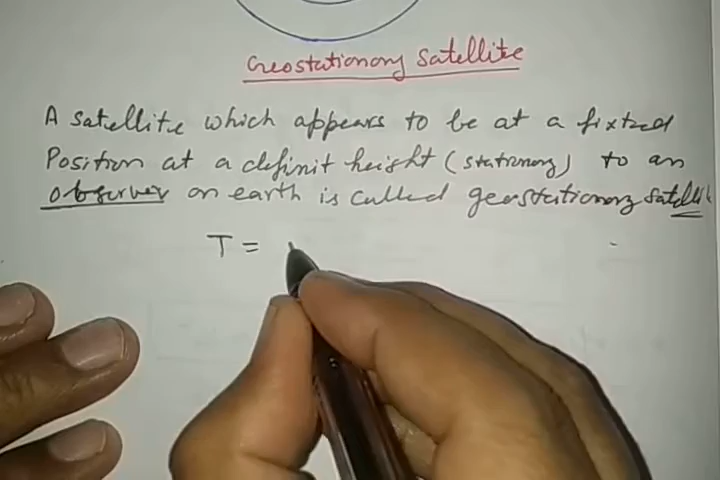 Geostationary Satellite
A satellite which appears to be at a fixted
Position at a definit height (stationary) to an
observer on earth is called geostationary satellite
T =